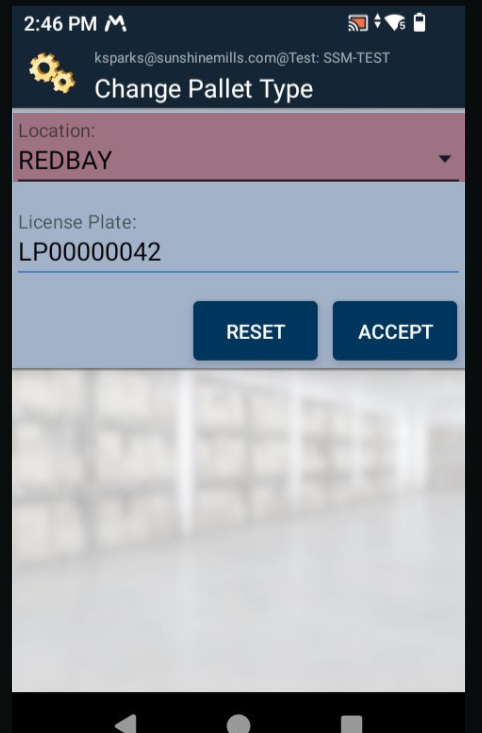 2:46 PM
ksparks@sunshinemills.com@Test: SSM-TEST
Change Pallet Type
Location:
REDBAY
License Plate:
LP00000042
RESET ACCEPT